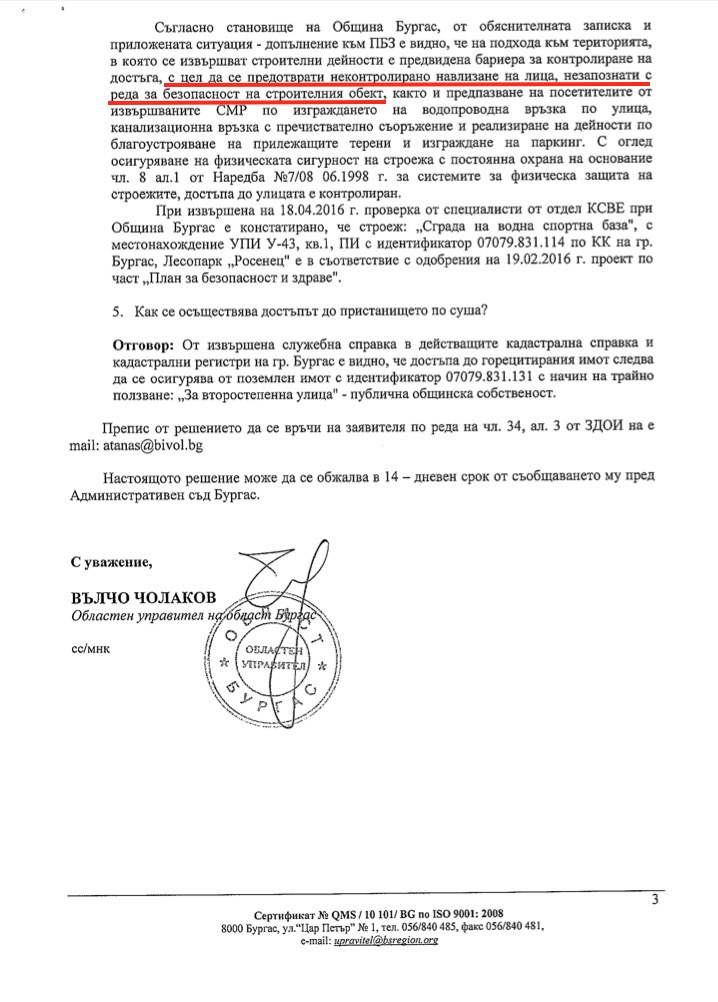 Съгласно становище на Община Бургас, от обяснителната записка и
приложената ситуация - допълнение към ПБЗ е видно, че на подхода към територията,
в която се извършват строителни дейности е предвидена бариера за контролиране на
достъга, с цел да се предотврати неконтролирано навлизане на лица, незапознати с
реда за безопасност на строителния обект, както и предпазване на посетителите от
извършваните СМР по изграждането на водопроводна връзка по улица,
канализационна връзка с пречиствателно съоръжение и реализиране на дейности по
благоустрояване на прилежащите терени и изграждане на паркинг. С оглед
осигуряване на физическата сигурност на строежа с постоянна охрана на основание
чл. 8 ал.1 от Наредба №7/08 06.1998 г. за системите за физическа защита на
строежите, достъпа до улицата е контролиран.
При извършена на 18.04.2016 г. проверка от специалисти от отдел КСВЕ при
Община Бургас е констатирано, че строеж: „Сграда на водна спортна база", с
местонахождение УПИ У-43, кв.1, ПИ с идентификатор 07079.831.114 по КК на гр.
Бургас, Лесопарк „Росенец" е в съответствие с одобрения на 19.02.2016 г. проект по
част „План за безопасност и здраве".
5. Как се осъществява достъпът до пристанището по суша?
Отговор: От извършена служебна справка в действащите кадастрална справка и
кадастрални регистри на гр. Бургас е видно, че достъпа до горецитирания имот следва
да се осигурява от поземлен имот с идентификатор 07079.831.131 с начин на трайно
ползване: „За второстепенна улица" - публична общинска собственост.
Препис от решението да се връчи на заявителя по реда на чл. 34, ал. 3 от ЗДОИ на е
mail: atanas@bivol.bg
Настоящото решение може да се обжалва в 14 – дневен срок от съобщаването му пред
Административен съд Бургас.
С уважение,
ВЪЛЧО ЧОЛАКОВ
Областен управител на област Бургас
сс/мнк
ОБЛАСТ
ОБЛАСТЕН
УПРАВИТЕЛ
БУРГАС
3
Сертификат № QMS / 10 101/ BG по ISO 9001: 2008
8000 Бургас, ул.“Цар Петър” № 1, тел. 056/840 485, факс 056/840 481,
e-mail: upravitel@bsregion.org